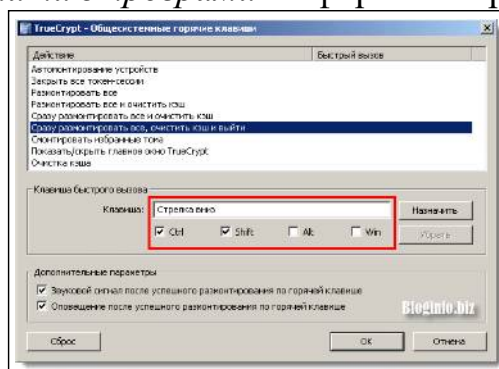 TrueCrypt - Общесистемные горячие клавиши
Действие Быстрый вызов
Автомонтирование устройств
Закрыть все токен-сессии
Размонтировать все
Размонтировать все и очистить кэш
Сразу размонтировать все и очистить кэш
Сразу размонтировать все, очистить кэш и выйти
Смонтировать избранные тома
Показать/скрыть главное окно TrueCrypt
Очистка кэша
Клавиша быстрого вызова
Клавиша: Стрелка вниз Назначить
Ctrl Shift Alt Win Убрать
Дополнительные параметры
Звуковой сигнал после успешного размонтирования по горячей клавише
Оповещение после успешного размонтирования по горячей клавише
Bloginfo.biz
Сброс OK Отмена